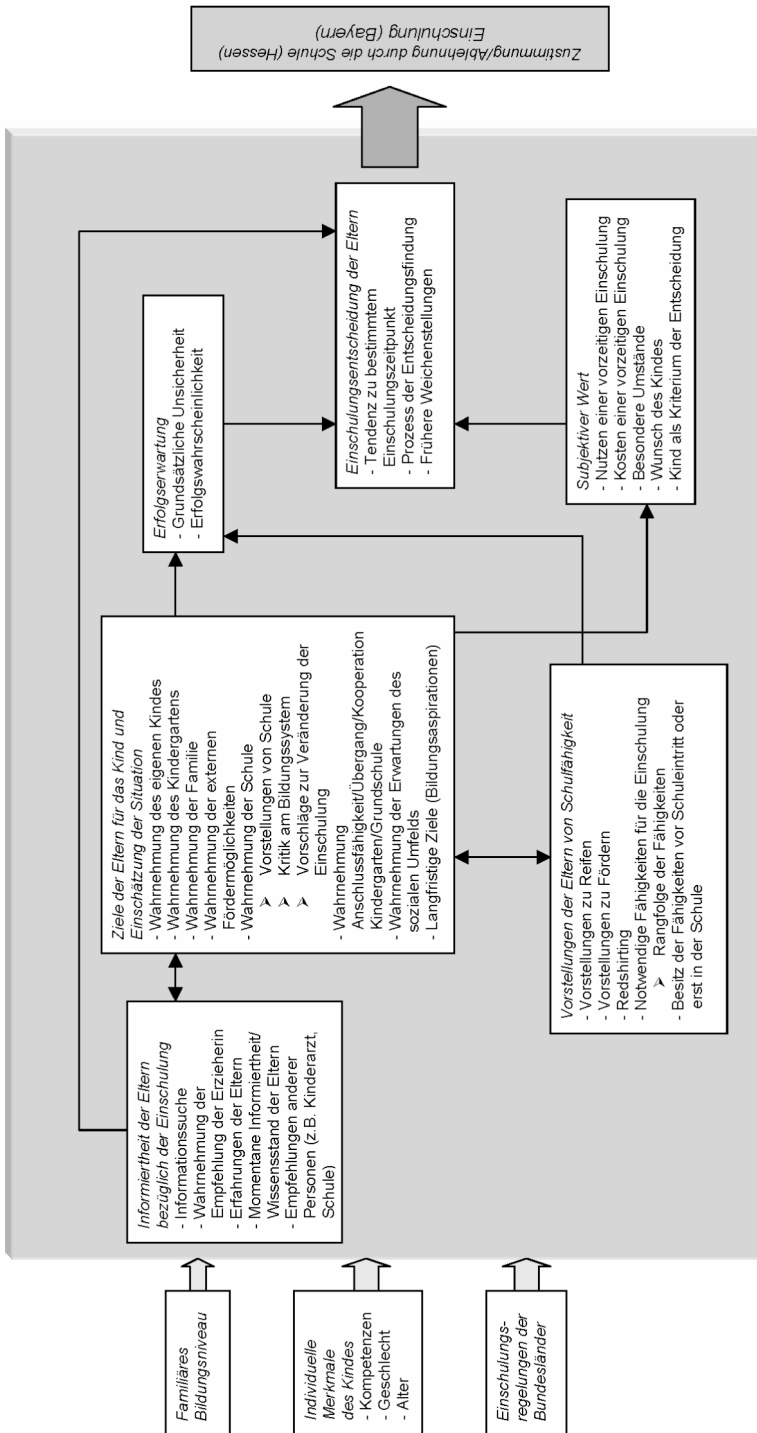 Familiäres
Bildungsniveau
Individuelle
Merkmale
des Kindes
- Kompetenzen
- Geschlecht
- Alter
Einschulungs-
regelungen der
Bundesländer
Informiertheit der Eltern
bezüglich der Einschulung
- Informationssuche
- Wahrnehmung der
Empfehlung der Erzieherin
- Erfahrungen der Eltern
- Momentane Informiertheit/
Wissensstand der Eltern
- Empfehlungen anderer
Personen (z.B. Kinderarzt,
Schule)
Ziele der Eltern für das Kind und
Einschätzung der Situation
- Wahrnehmung des eigenen Kindes
- Wahrnehmung des Kindergartens
- Wahrnehmung der Familie
- Wahrnehmung der externen
Fördermöglichkeiten
- Wahrnehmung der Schule
➤ Vorstellungen von Schule
➤ Kritik am Bildungssystem
➤ Vorschläge zur Veränderung der
Einschulung
- Wahrnehmung
Anschlussfähigkeit/Übergang/Kooperation
Kindergarten/Grundschule
- Wahrnehmung der Erwartungen des
sozialen Umfelds
- Langfristige Ziele (Bildungsaspirationen)
Vorstellungen der Eltern von Schulfähigkeit
- Vorstellungen zu Reifen
- Vorstellungen zu Fördern
- Redshirting
- Notwendige Fähigkeiten für die Einschulung
➤ Rangfolge der Fähigkeiten
- Besitz der Fähigkeiten vor Schuleintritt oder
erst in der Schule
Erfolgserwartung
- Grundsätzliche Unsicherheit
- Erfolgswahrscheinlichkeit
Einschulungsentscheidung der Eltern
- Tendenz zu bestimmtem
Einschulungszeitpunkt
- Prozess der Entscheidungsfindung
- Frühere Weichenstellungen
Subjektiver Wert
- Nutzen einer vorzeitigen Einschulung
- Kosten einer vorzeitigen Einschulung
- Besondere Umstände
- Wunsch des Kindes
- Kind als Kriterium der Entscheidung
Zustimmung/Ablehnung durch die Schule (Hessen)
Einschulung (Bayern)